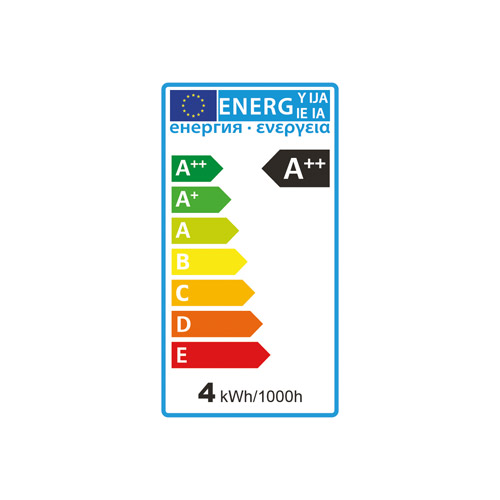 ENERG Y IJA
IE IA
енергия · ενεργεια
A++ A++
A+
A
B
C
D
E
4 kWh/1000h